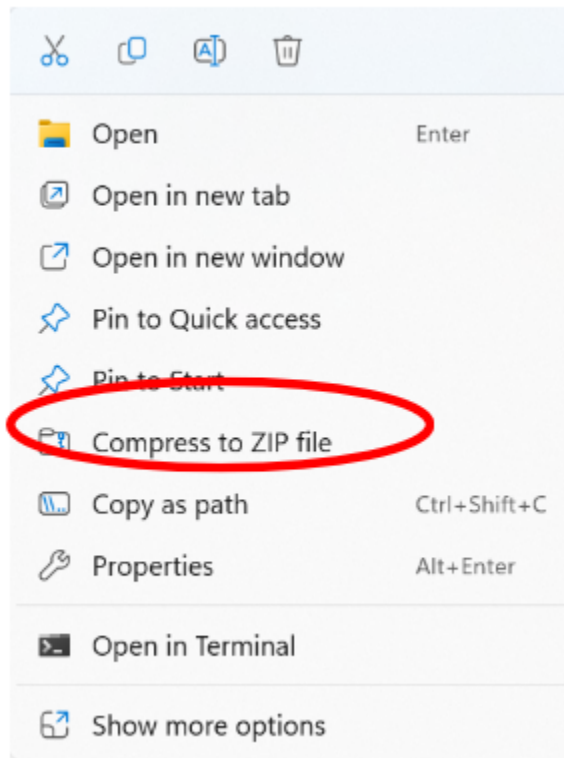 Open Enter
Open in new tab
Open in new window
Pin to Quick access
Pin to Start
Compress to ZIP file
Copy as path Ctrl+Shift+C
Properties Alt+Enter
Open in Terminal
Show more options